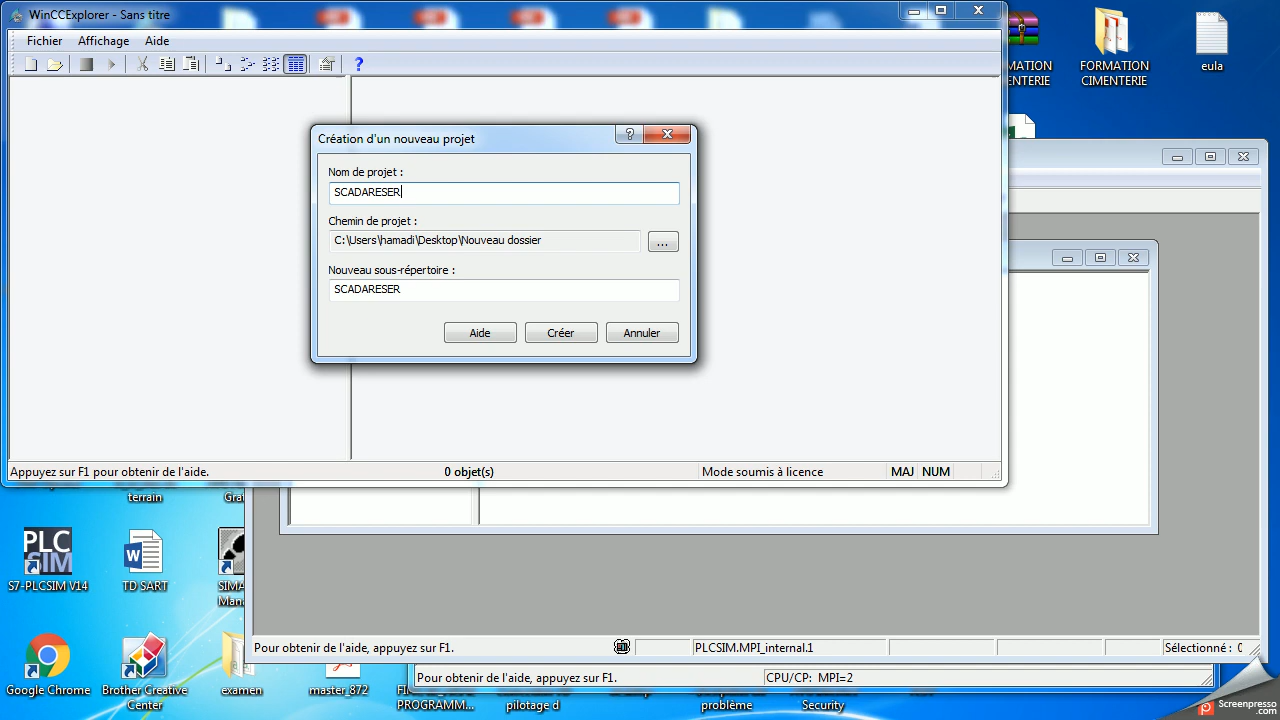 WinCCExplorer - Sans titre
Fichier Affichage Aide
Création d'un nouveau projet
Nom de projet :
SCADARESER
Chemin de projet :
C:\Users\hamadi\Desktop\Nouveau dossier
...
Nouveau sous-répertoire :
SCADARESER
Aide Créer Annuler
Appuyez sur F1 pour obtenir de l'aide.
0 objet(s)
Mode soumis à licence
MAJ NUM
FORMATION
CIMENTERIE
eula
terrain
S7-PLCSIM V14
PLC
SIM
TD SART
Google Chrome
Brother Creative
Center
examen
master_872
Pour obtenir de l'aide, appuyez sur F1.
PLCSIM.MPI_internal.1
Sélectionné :
Pour obtenir de l'aide, appuyez sur F1.
CPU/CP: MPI=2
PROGRAMM...
pilotage d
problème
Security
Screenpresso
.com